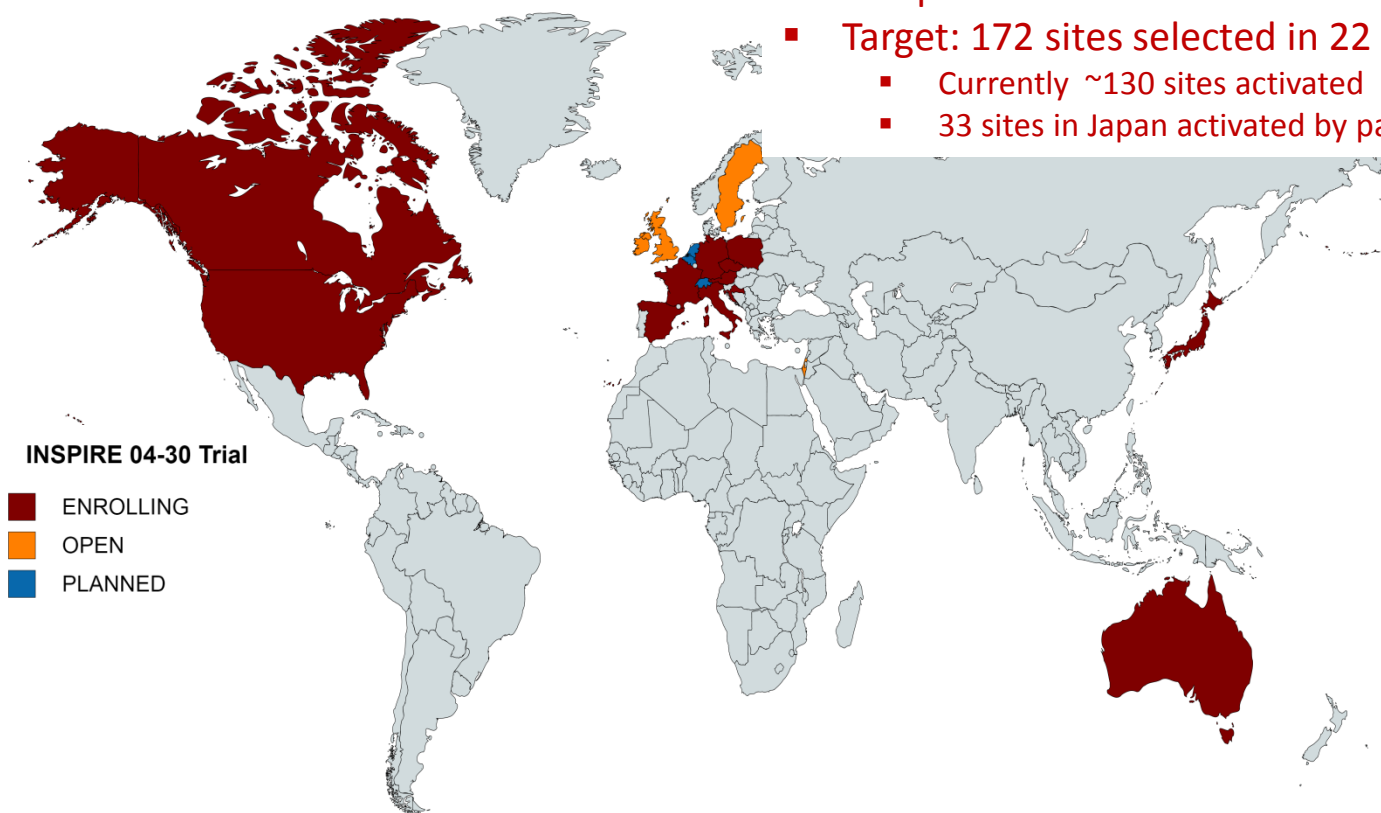 ▪ Target: 172 sites selected in 22
▪ Currently ~130 sites activated
▪ 33 sites in Japan activated by
INSPIRE 04-30 Trial
ENROLLING
OPEN
PLANNED